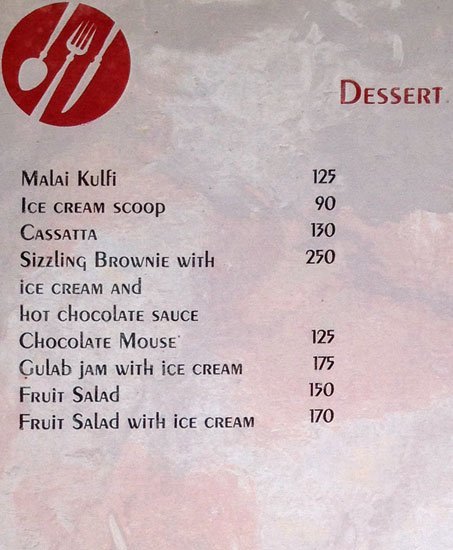 Dessert
Malai Kulfi 125
Ice cream scoop 90
Cassatta 130
Sizzling Brownie with 250
ice cream and
hot chocolate sauce
Chocolate Mouse 125
Gulab jam with ice cream 175
Fruit Salad 150
Fruit Salad with ice cream 170